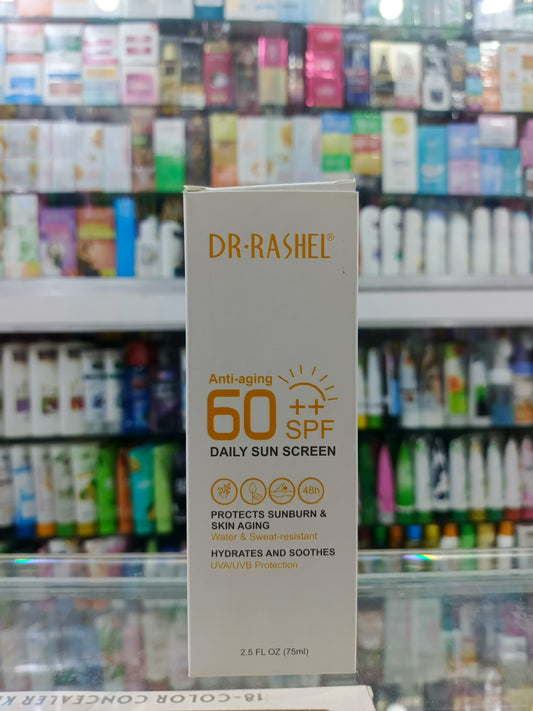 DR·RASHEL®
Anti-aging
60 ++
SPF
DAILY SUN SCREEN
48h
PROTECTS SUNBURN &
SKIN AGING
Water & Sweat-resistant
HYDRATES AND SOOTHES
UVA/UVB Protection
2.5 FL OZ (75ml)
18-COLOR CONCEALER K